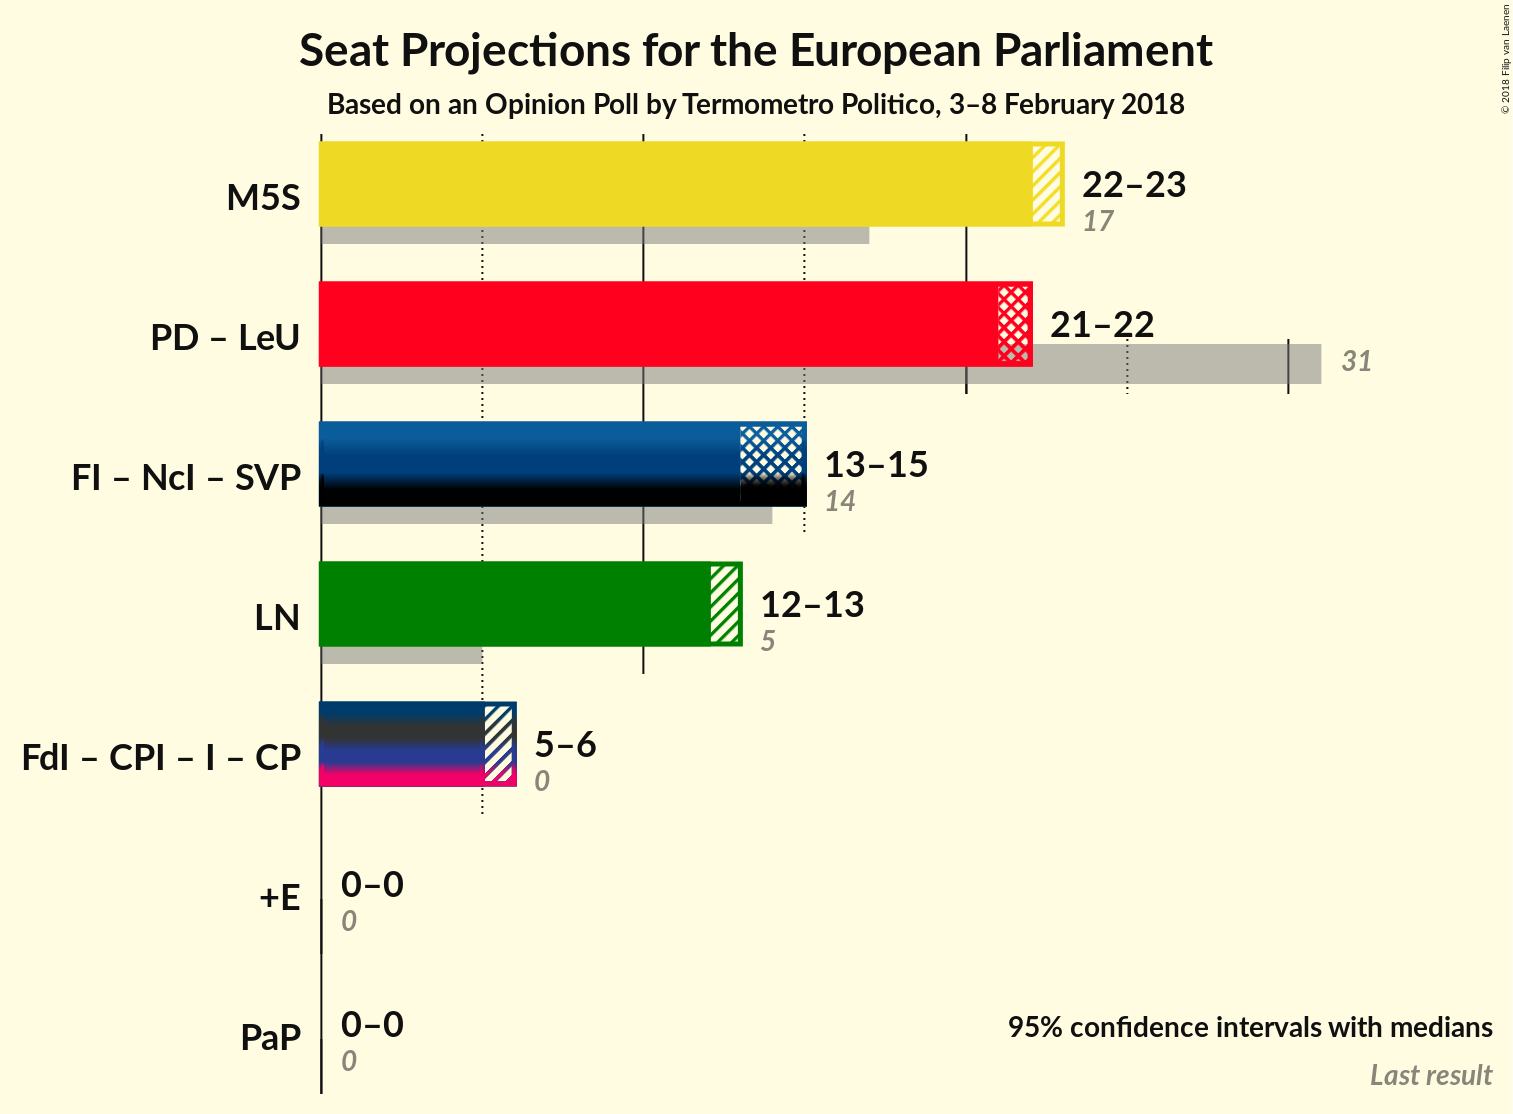 Seat Projections for the European Parliament
Based on an Opinion Poll by Termometro Politico, 3–8 February 2018
© 2018 Filip van Laenen
M5S
22–23
17
PD – LeU
21–22
31
FI – NcI – SVP
13–15
14
LN
12–13
5
FdI – CPI – I – CP
5–6
0
+E
0–0
0
PaP
0–0
0
95% confidence intervals with medians
Last result